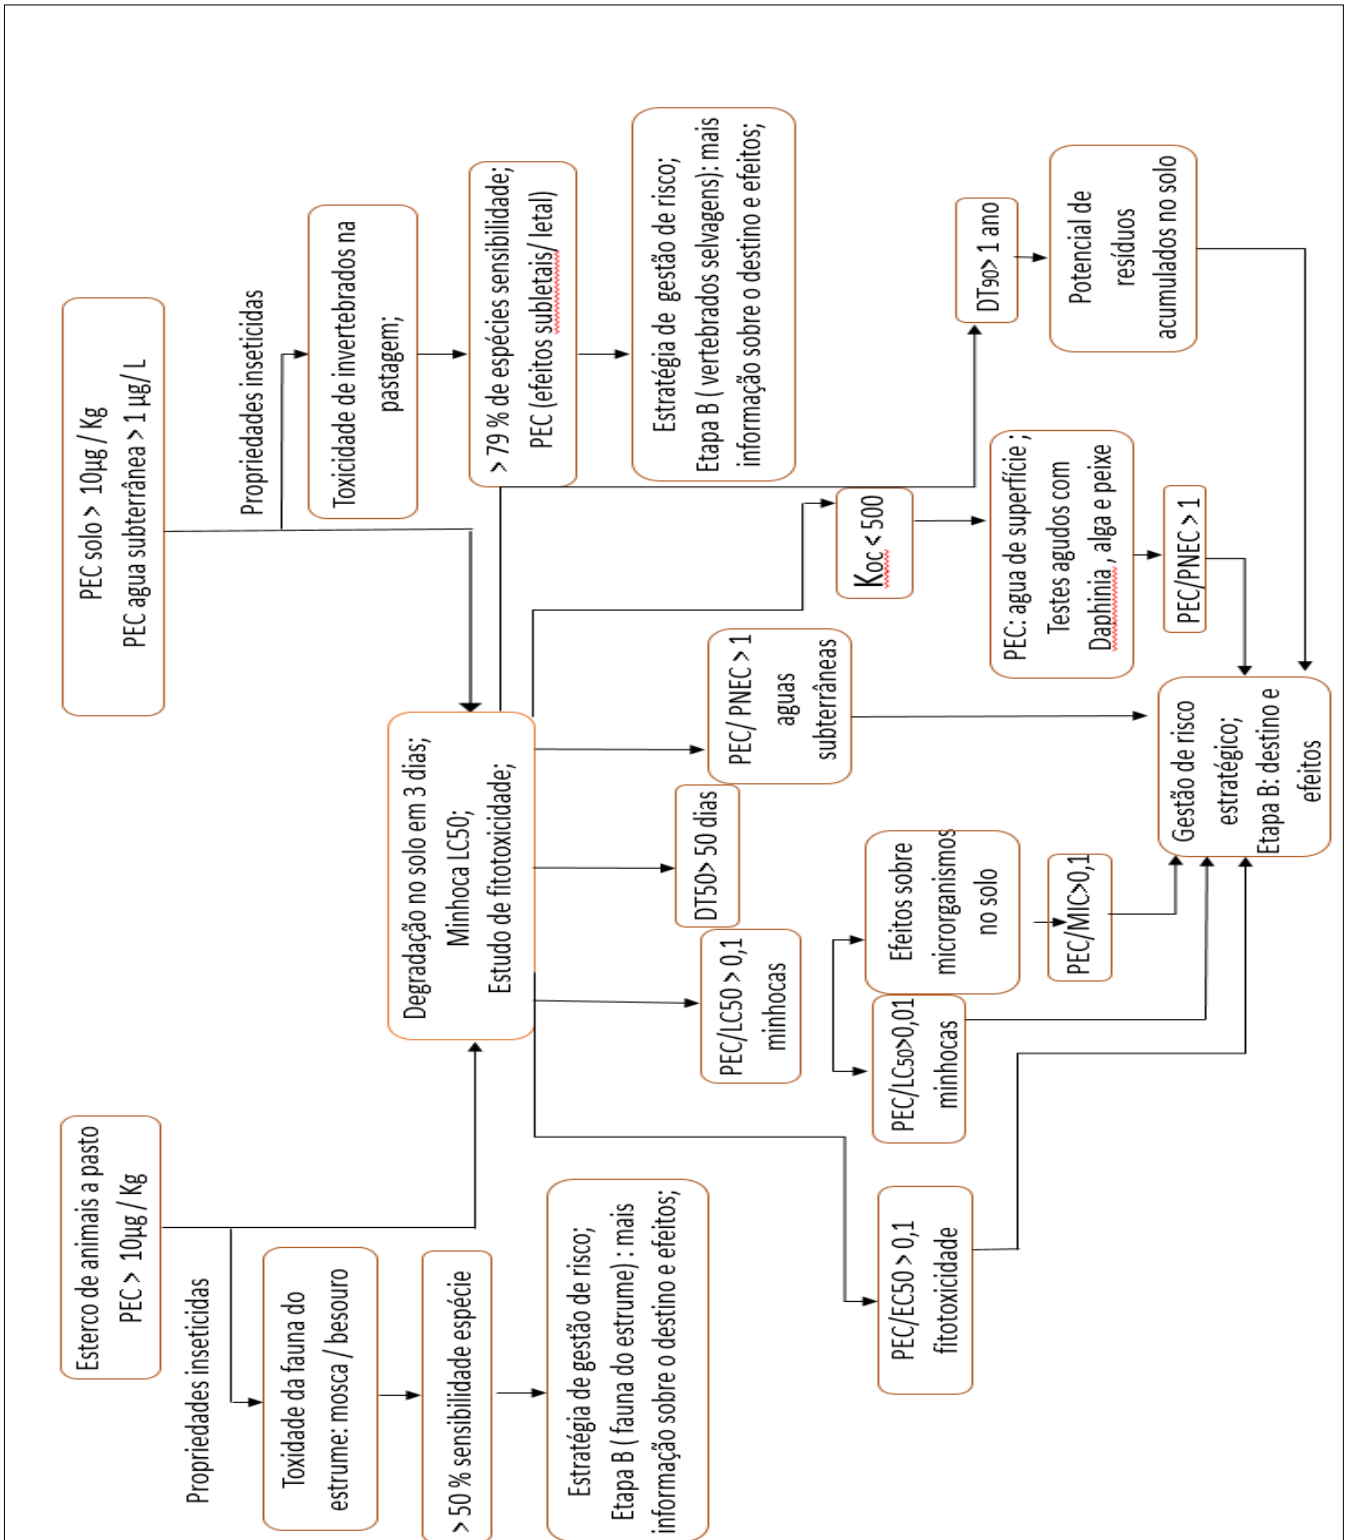 Esterco de animais a pasto
PEC > 10µg / Kg
Propriedades inseticidas
Toxidade da fauna do
estrume: mosca / besouro
> 50 % sensibilidade espécie
Estratégia de gestão de risco;
Etapa B ( fauna do estrume) : mais
informação sobre o destino e efeitos;
PEC solo > 10µg / Kg
PEC agua subterrânea > 1 µg/ L
Propriedades inseticidas
Toxicidade de invertebrados na
pastagem;
> 79 % de espécies sensibilidade;
PEC (efeitos subletais/ letal)
Estratégia de gestão de risco;
Etapa B ( vertebrados selvagens): mais
informação sobre o destino e efeitos;
Degradação no solo em 3 dias;
Minhoca LC50;
Estudo de fitotoxicidade;
PEC/EC50 > 0,1
fitotoxicidade
PEC/LC50 > 0,1
minhocas
DT50> 50 dias
PEC/LC50>0,01
minhocas
Efeitos sobre
microrganismos
no solo
PEC/MIC>0,1
PEC/ PNEC > 1
aguas
subterrâneas
Koc < 500
PEC: agua de superfície ;
Testes agudos com
Daphinia , alga e peixe
PEC/PNEC > 1
DT90> 1 ano
Potencial de
resíduos
acumulados no solo
Gestão de risco
estratégico;
Etapa B: destino e
efeitos